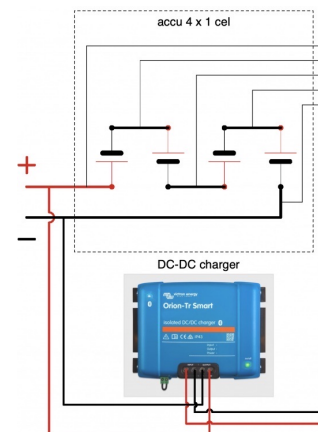 accu 4 x 1 cel
+
−
DC-DC charger
victron energy
Orion-Tr Smart
isolated DC/DC charger